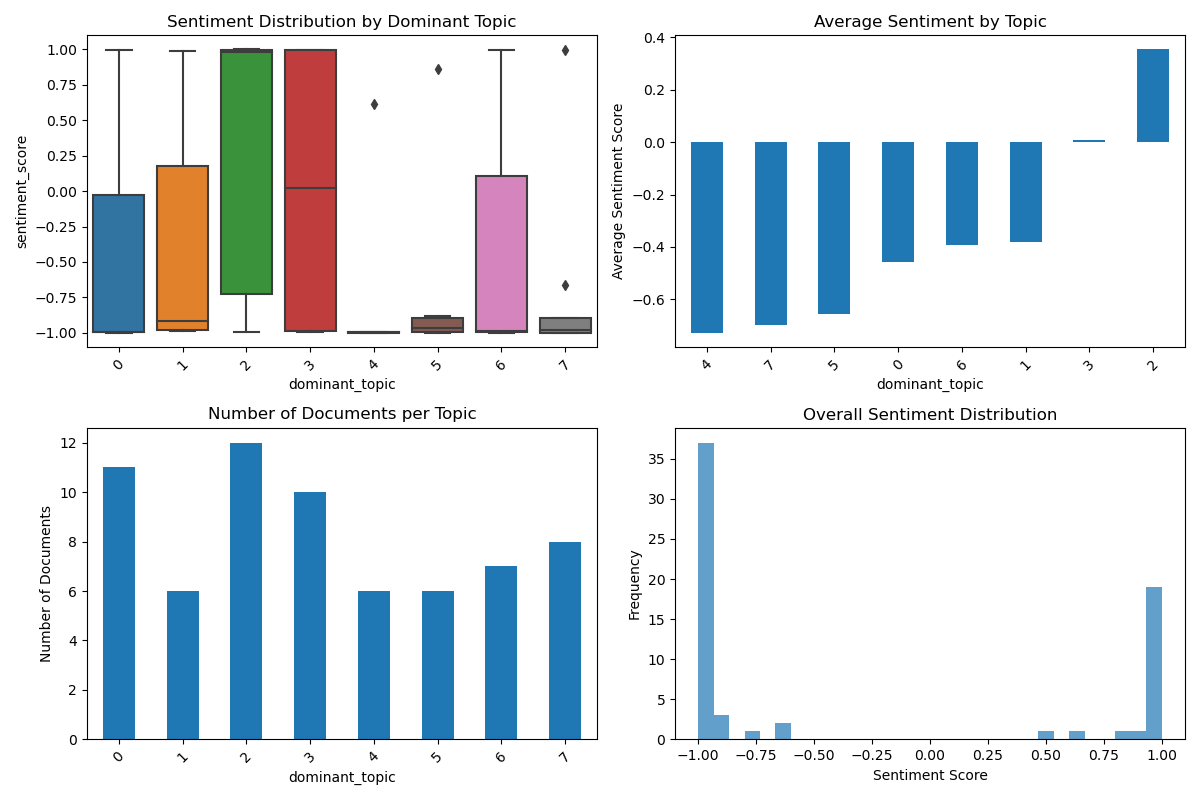 Sentiment Distribution by Dominant Topic
1.00
0.75
0.50
0.25
0.00
−0.25
−0.50
−0.75
−1.00
sentiment_score
0 1 2 3 4 5 6 7
dominant_topic
Average Sentiment by Topic
0.4
0.2
0.0
−0.2
−0.4
−0.6
Average Sentiment Score
4 7 5 0 6 1 3 2
dominant_topic
Number of Documents per Topic
12
10
8
6
4
2
0
Number of Documents
0 1 2 3 4 5 6 7
dominant_topic
Overall Sentiment Distribution
35
30
25
20
15
10
5
0
Frequency
−1.00 −0.75 −0.50 −0.25 0.00 0.25 0.50 0.75 1.00
Sentiment Score